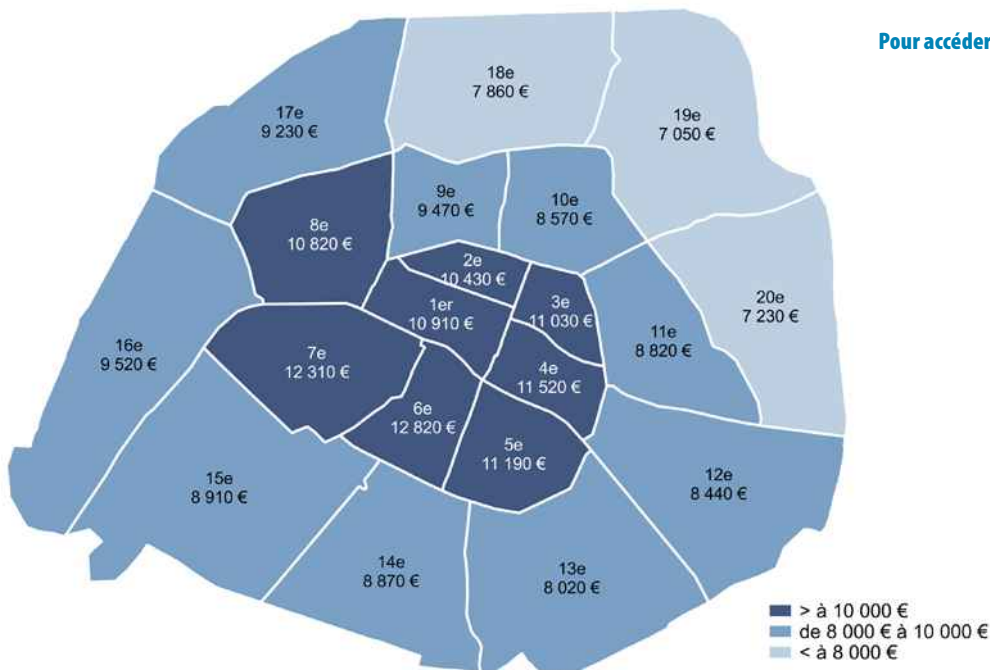 Pour accéder
18e
7 860 €
17e
9 230 €
19e
7 050 €
9e
9 470 €
10e
8 570 €
8e
10 820 €
2e
10 430 €
1er
10 910 €
3e
11 030 €
20e
7 230 €
11e
8 820 €
16e
9 520 €
7e
12 310 €
4e
11 520 €
6e
12 820 €
5e
11 190 €
15e
8 910 €
12e
8 440 €
14e
8 870 €
13e
8 020 €
> à 10 000 €
de 8 000 € à 10 000 €
< à 8 000 €